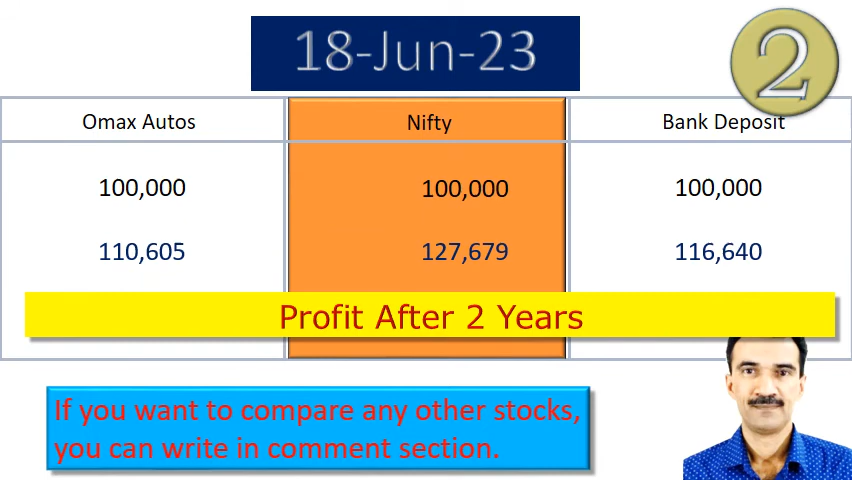 18-Jun-23
2
Omax Autos Nifty Bank Deposit
100,000 100,000 100,000
110,605 127,679 116,640
Profit After 2 Years
If you want to compare any other stocks,
you can write in comment section.